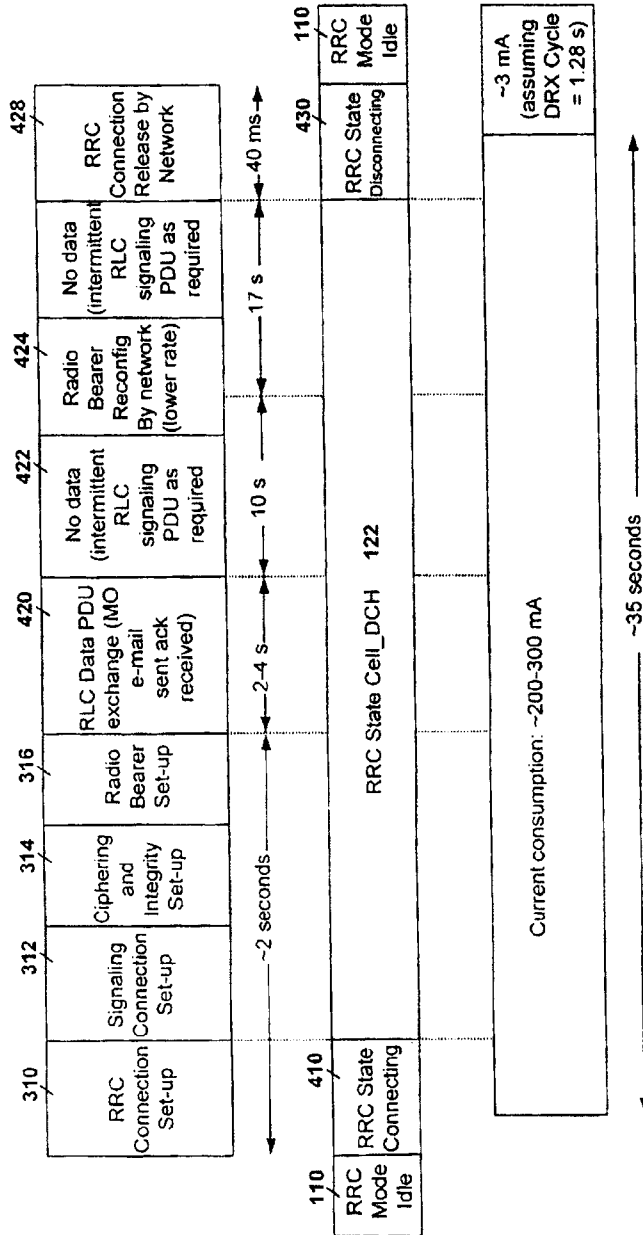 310
RRC
Connection
Set-up
312
Signaling
Connection
Set-up
314
Ciphering
and
Integrity
Set-up
316
Radio
Bearer
Set-up
420
RLC Data PDU
exchange (MO
e-mail
sent ack
received)
422
No data
(intermittent
RLC
signaling
PDU as
required
424
Radio
Bearer
Reconfig
By network
(lower rate)
No data
(intermittent
RLC
signaling
PDU as
required
428
RRC
Connection
Release by
Network
~2 seconds
2-4 s
10 s
17 s
40 ms
110
RRC
Mode
Idle
410
RRC State
Connecting
RRC State Cell_DCH 122
430
RRC State
Disconnecting
110
RRC
Mode
Idle
Current consumption: ~200-300 mA
~3 mA
(assuming
DRX Cycle
= 1.28 s)
~35 seconds